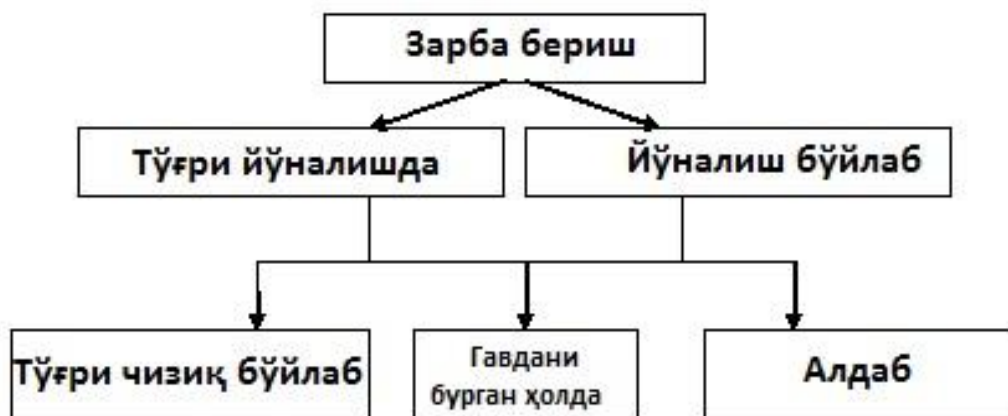 Зарба бериш
Тўғри йўналишда
Йўналиш бўйлаб
Тўғри чизиқ бўйлаб
Гавдани
бурган ҳолда
Алдаб